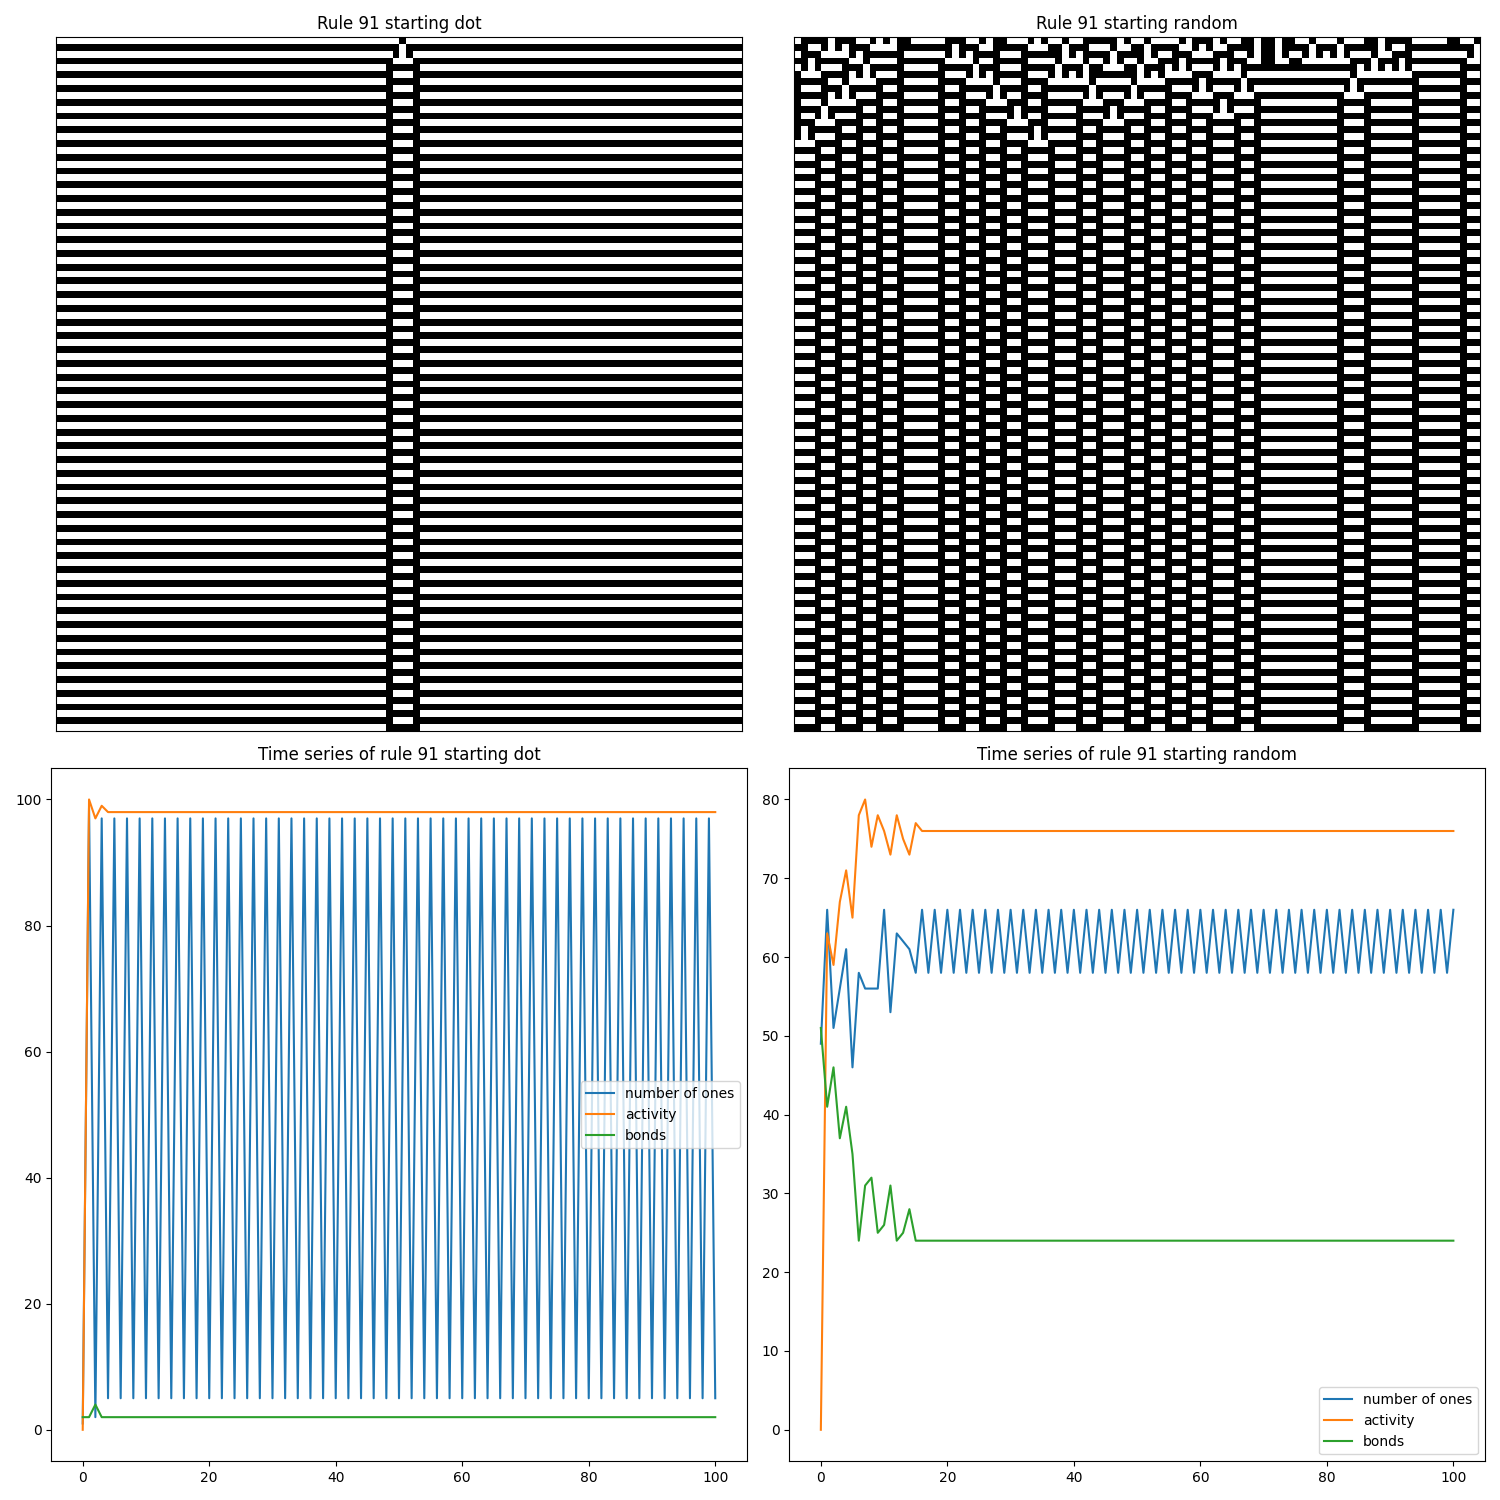 Rule 91 starting dot
Rule 91 starting random
Time series of rule 91 starting dot
100
80
60
40
20
0
0 20 40 60 80 100
number of ones
activity
bonds
Time series of rule 91 starting random
80
70
60
50
40
30
20
10
0
0 20 40 60 80 100
number of ones
activity
bonds